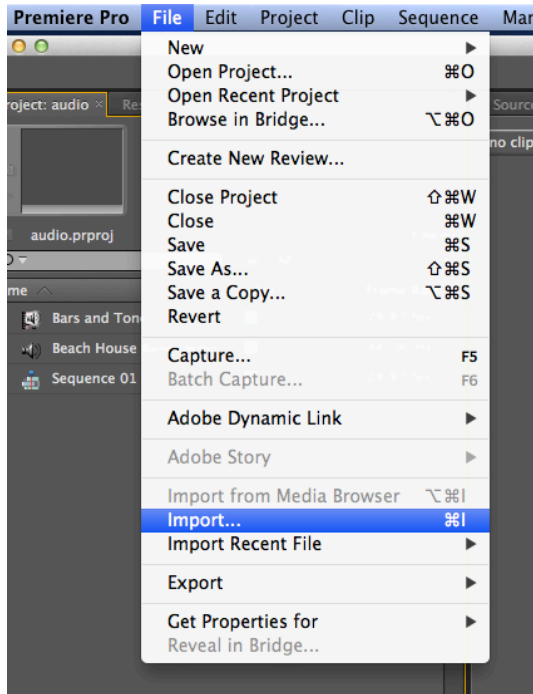 Premiere Pro File Edit Project Clip Sequence Mar
roject: audio × Re
Source
no clip
audio.prproj
me
Bars and Ton
Beach House
Sequence 01
New
Open Project... ⌘O
Open Recent Project
Browse in Bridge... ⌥⌘O
Create New Review...
Close Project ⇧⌘W
Close ⌘W
Save ⌘S
Save As... ⇧⌘S
Save a Copy... ⌥⌘S
Revert
Capture... F5
Batch Capture... F6
Adobe Dynamic Link
Adobe Story
Import from Media Browser ⌥⌘I
Import... ⌘I
Import Recent File
Export
Get Properties for
Reveal in Bridge...